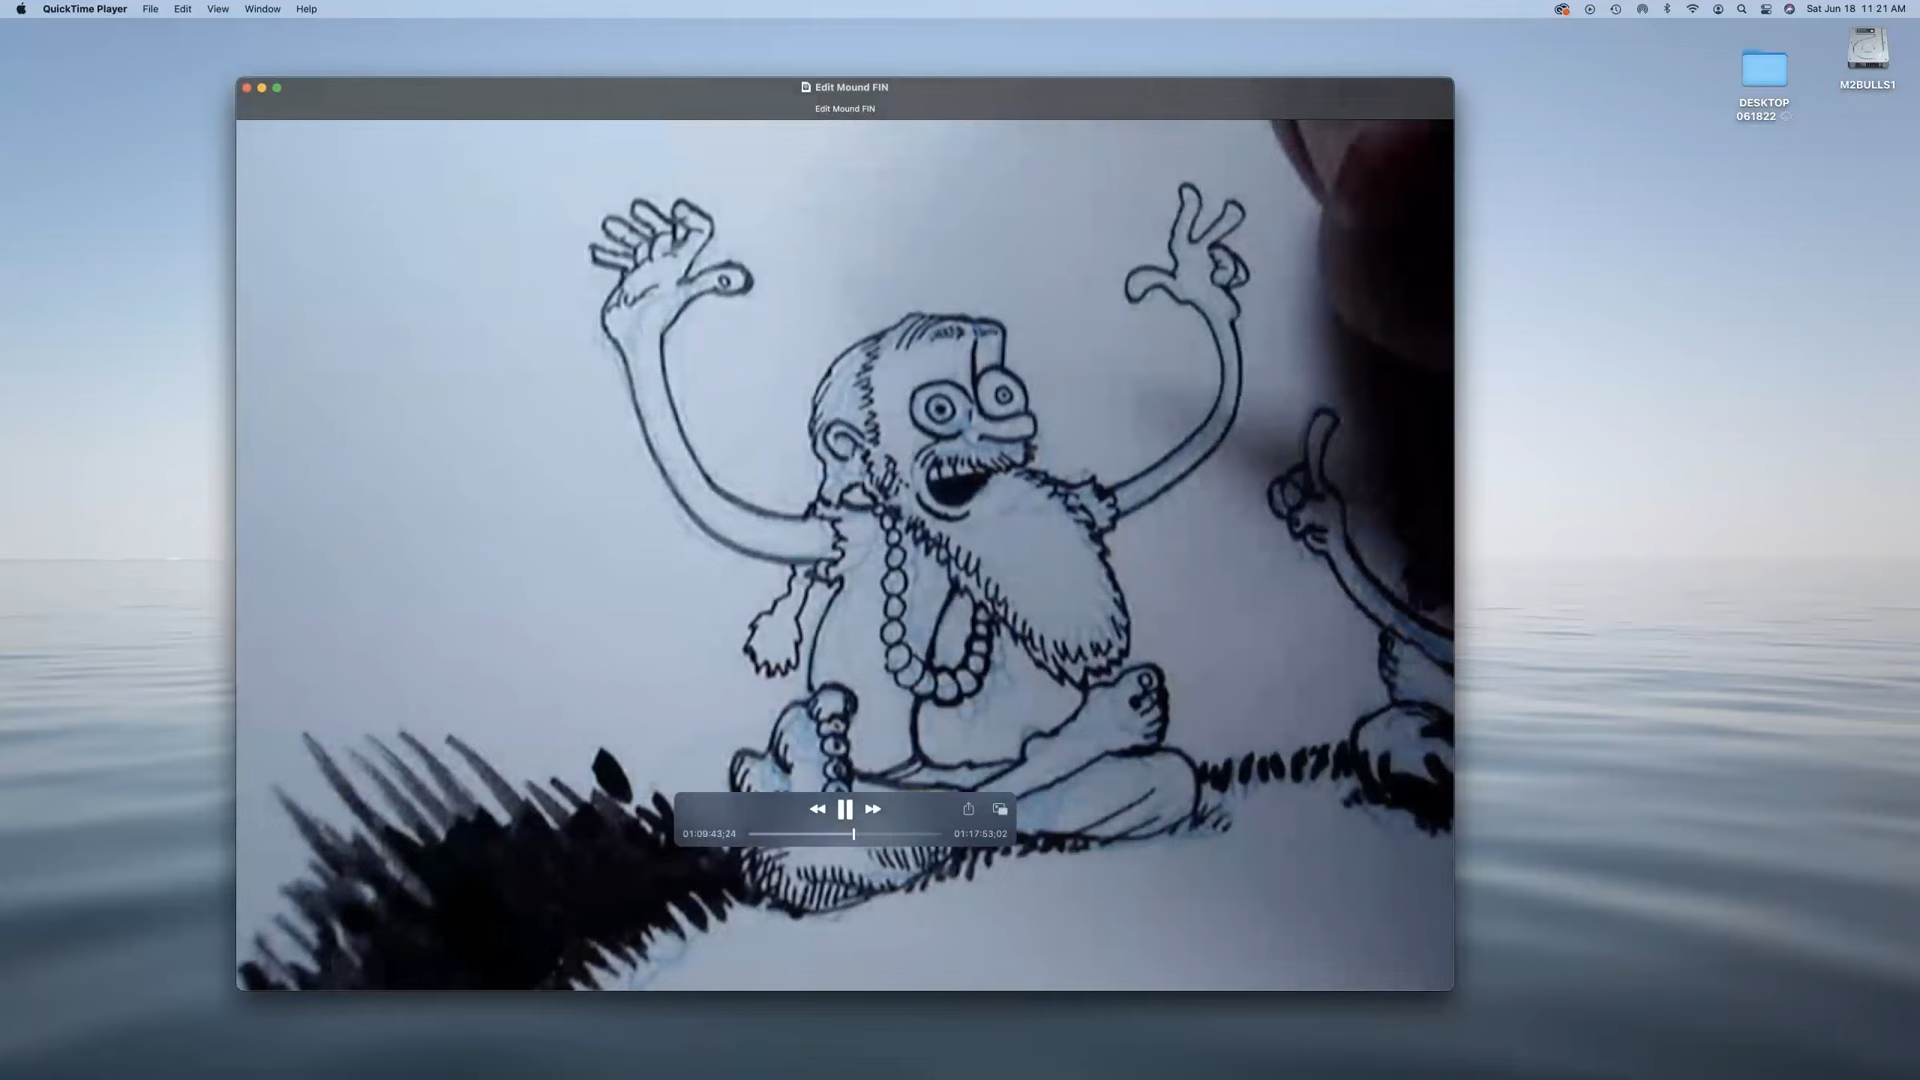 QuickTime Player File Edit View Window Help Sat Jun 18 11:21 AM
Edit Mound FIN
Edit Mound FIN
M2BULLS1
DESKTOP
061822
01:09:43;24 01:17:53;02